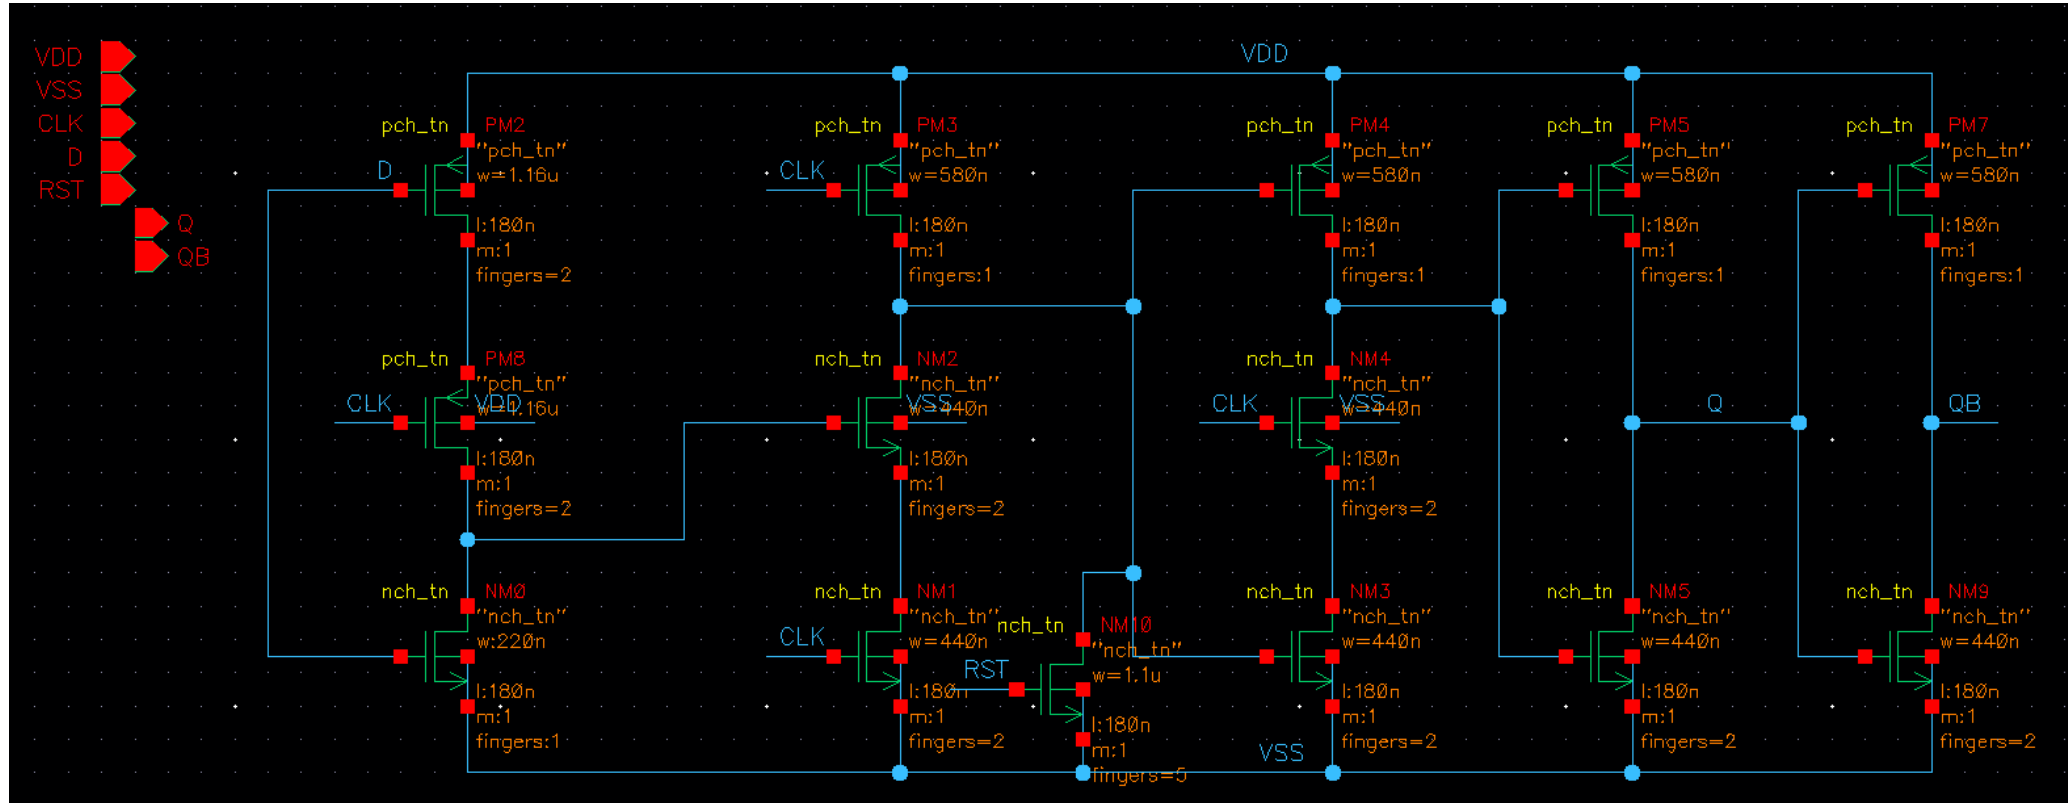 VDD
VSS
CLK
D
RST
Q
QB
VDD
pch_tn
PM2
"pch_tn"
w=1.16u
D
l:180n
m:1
fingers=2
pch_tn
PM3
"pch_tn"
w=580n
CLK
l:180n
m:1
fingers:1
pch_tn
PM4
"pch_tn"
w=580n
l:180n
m:1
fingers:1
pch_tn
PM5
"pch_tn"
w=580n
l:180n
m:1
fingers:1
pch_tn
PM7
"pch_tn"
w=580n
l:180n
m:1
fingers:1
pch_tn
PM8
"pch_tn"
w=1.16u
CLK
VDD
l:180n
m:1
fingers=2
nch_tn
NM2
"nch_tn"
w=440n
VSS
l:180n
m:1
fingers=2
nch_tn
NM4
"nch_tn"
w=440n
CLK
VSS
l:180n
m:1
fingers=2
Q
QB
nch_tn
NM0
"nch_tn"
w:220n
l:180n
m:1
fingers:1
nch_tn
NM1
"nch_tn"
w=440n
CLK
l:180n
m:1
fingers=2
nch_tn
NM10
"nch_tn"
w=1.1u
RST
l:180n
m:1
fingers=5
nch_tn
NM3
"nch_tn"
w=440n
l:180n
m:1
fingers=2
nch_tn
NM5
"nch_tn"
w=440n
l:180n
m:1
fingers=2
nch_tn
NM9
"nch_tn"
w=440n
l:180n
m:1
fingers=2
VSS